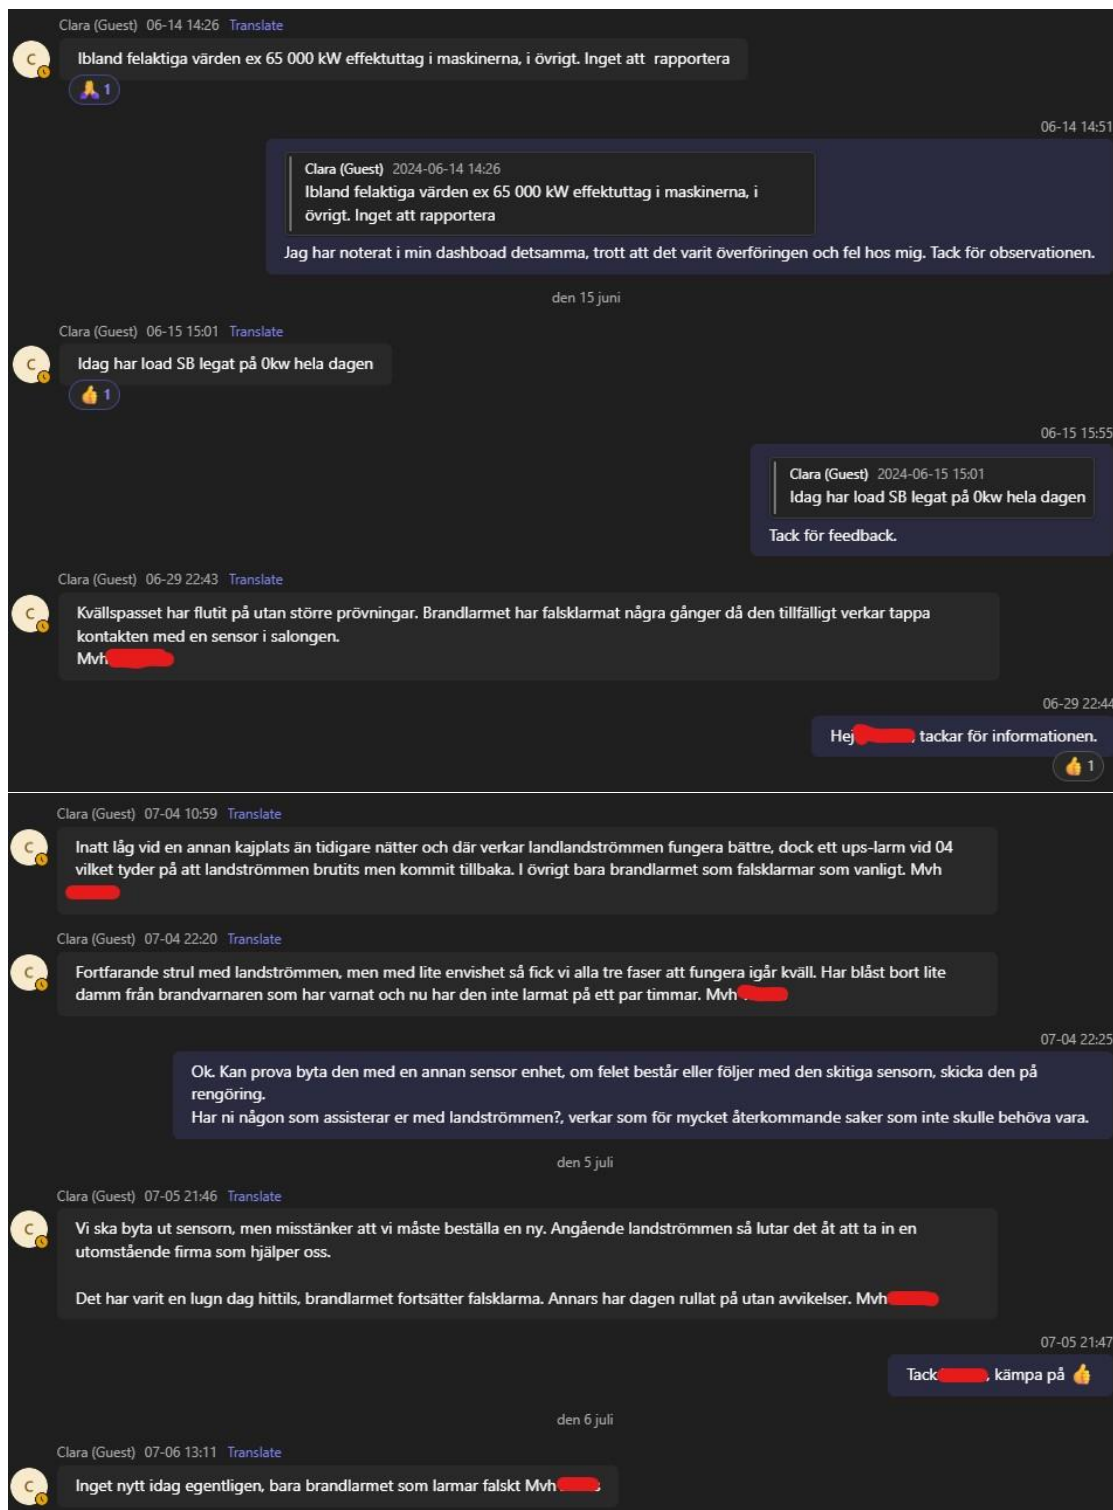 Clara (Guest) 06-14 14:26 Translate
C
Ibland felaktiga värden ex 65 000 kW effektuttag i maskinerna, i övrigt. Inget att rapportera
1
06-14 14:51
Clara (Guest) 2024-06-14 14:26
Ibland felaktiga värden ex 65 000 kW effektuttag i maskinerna, i
övrigt. Inget att rapportera
Jag har noterat i min dashboad detsamma, trott att det varit överföringen och fel hos mig. Tack för observationen.
den 15 juni
Clara (Guest) 06-15 15:01 Translate
C
Idag har load SB legat på 0kw hela dagen
1
06-15 15:55
Clara (Guest) 2024-06-15 15:01
Idag har load SB legat på 0kw hela dagen
Tack för feedback.
Clara (Guest) 06-29 22:43 Translate
C
Kvällspasset har flutit på utan större prövningar. Brandlarmet har falsklarmat några gånger då den tillfälligt verkar tappa
kontakten med en sensor i salongen.
Mvh
06-29 22:44
Hej , tackar för informationen.
1
Clara (Guest) 07-04 10:59 Translate
C
Inatt låg vid en annan kajplats än tidigare nätter och där verkar landlandströmmen fungera bättre, dock ett ups-larm vid 04
vilket tyder på att landströmmen brutits men kommit tillbaka. I övrigt bara brandlarmet som falsklarmar som vanligt. Mvh
Clara (Guest) 07-04 22:20 Translate
C
Fortfarande strul med landströmmen, men med lite envishet så fick vi alla tre faser att fungera igår kväll. Har blåst bort lite
damm från brandvarnaren som har varnat och nu har den inte larmat på ett par timmar. Mvh
07-04 22:25
Ok. Kan prova byta den med en annan sensor enhet, om felet består eller följer med den skitiga sensorn, skicka den på
rengöring.
Har ni någon som assisterar er med landströmmen?, verkar som för mycket återkommande saker som inte skulle behöva vara.
den 5 juli
Clara (Guest) 07-05 21:46 Translate
C
Vi ska byta ut sensorn, men misstänker att vi måste beställa en ny. Angående landströmmen så lutar det åt att ta in en
utomstående firma som hjälper oss.
Det har varit en lugn dag hittils, brandlarmet fortsätter falsklarma. Annars har dagen rullat på utan avvikelser. Mvh
07-05 21:47
Tack , kämpa på
den 6 juli
Clara (Guest) 07-06 13:11 Translate
C
Inget nytt idag egentligen, bara brandlarmet som larmar falskt Mvh